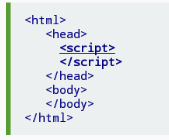 <html>
<head>
<script>
</script>
</head>
<body>
</body>
</html>